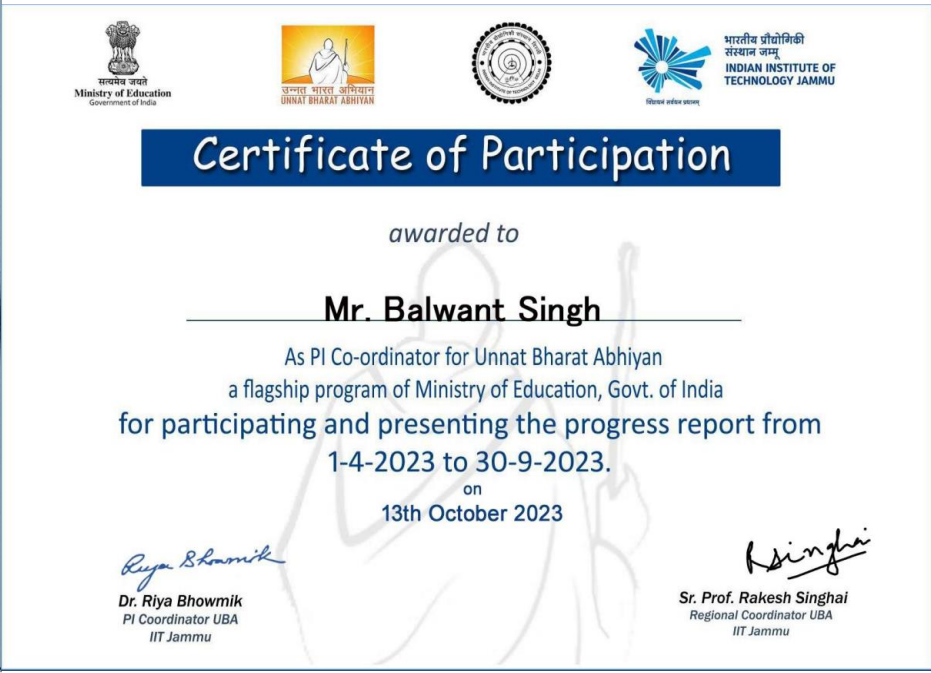 सत्यमेव जयते
Ministry of Education
Government of India
उन्नत भारत अभियान
UNNAT BHARAT ABHIYAN
भारतीय प्रौद्योगिकी
संस्थान जम्मू
INDIAN INSTITUTE OF
TECHNOLOGY JAMMU
Certificate of Participation
awarded to
Mr. Balwant Singh
As PI Co-ordinator for Unnat Bharat Abhiyan
a flagship program of Ministry of Education, Govt. of India
for participating and presenting the progress report from
1-4-2023 to 30-9-2023.
on
13th October 2023
Riya Bhowmik
RSinghai
Dr. Riya Bhowmik
PI Coordinator UBA
IIT Jammu
Sr. Prof. Rakesh Singhai
Regional Coordinator UBA
IIT Jammu